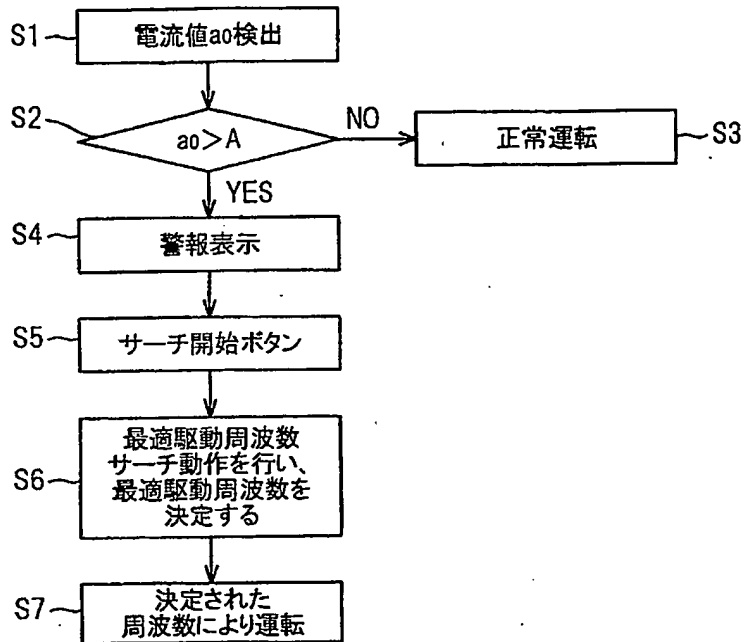 S1
電流値a0検出
S2
a0>A
NO
正常運転
S3
YES
S4
警報表示
S5
サーチ開始ボタン
S6
最適駆動周波数
サーチ動作を行い、
最適駆動周波数を
決定する
S7
決定された
周波数により運転